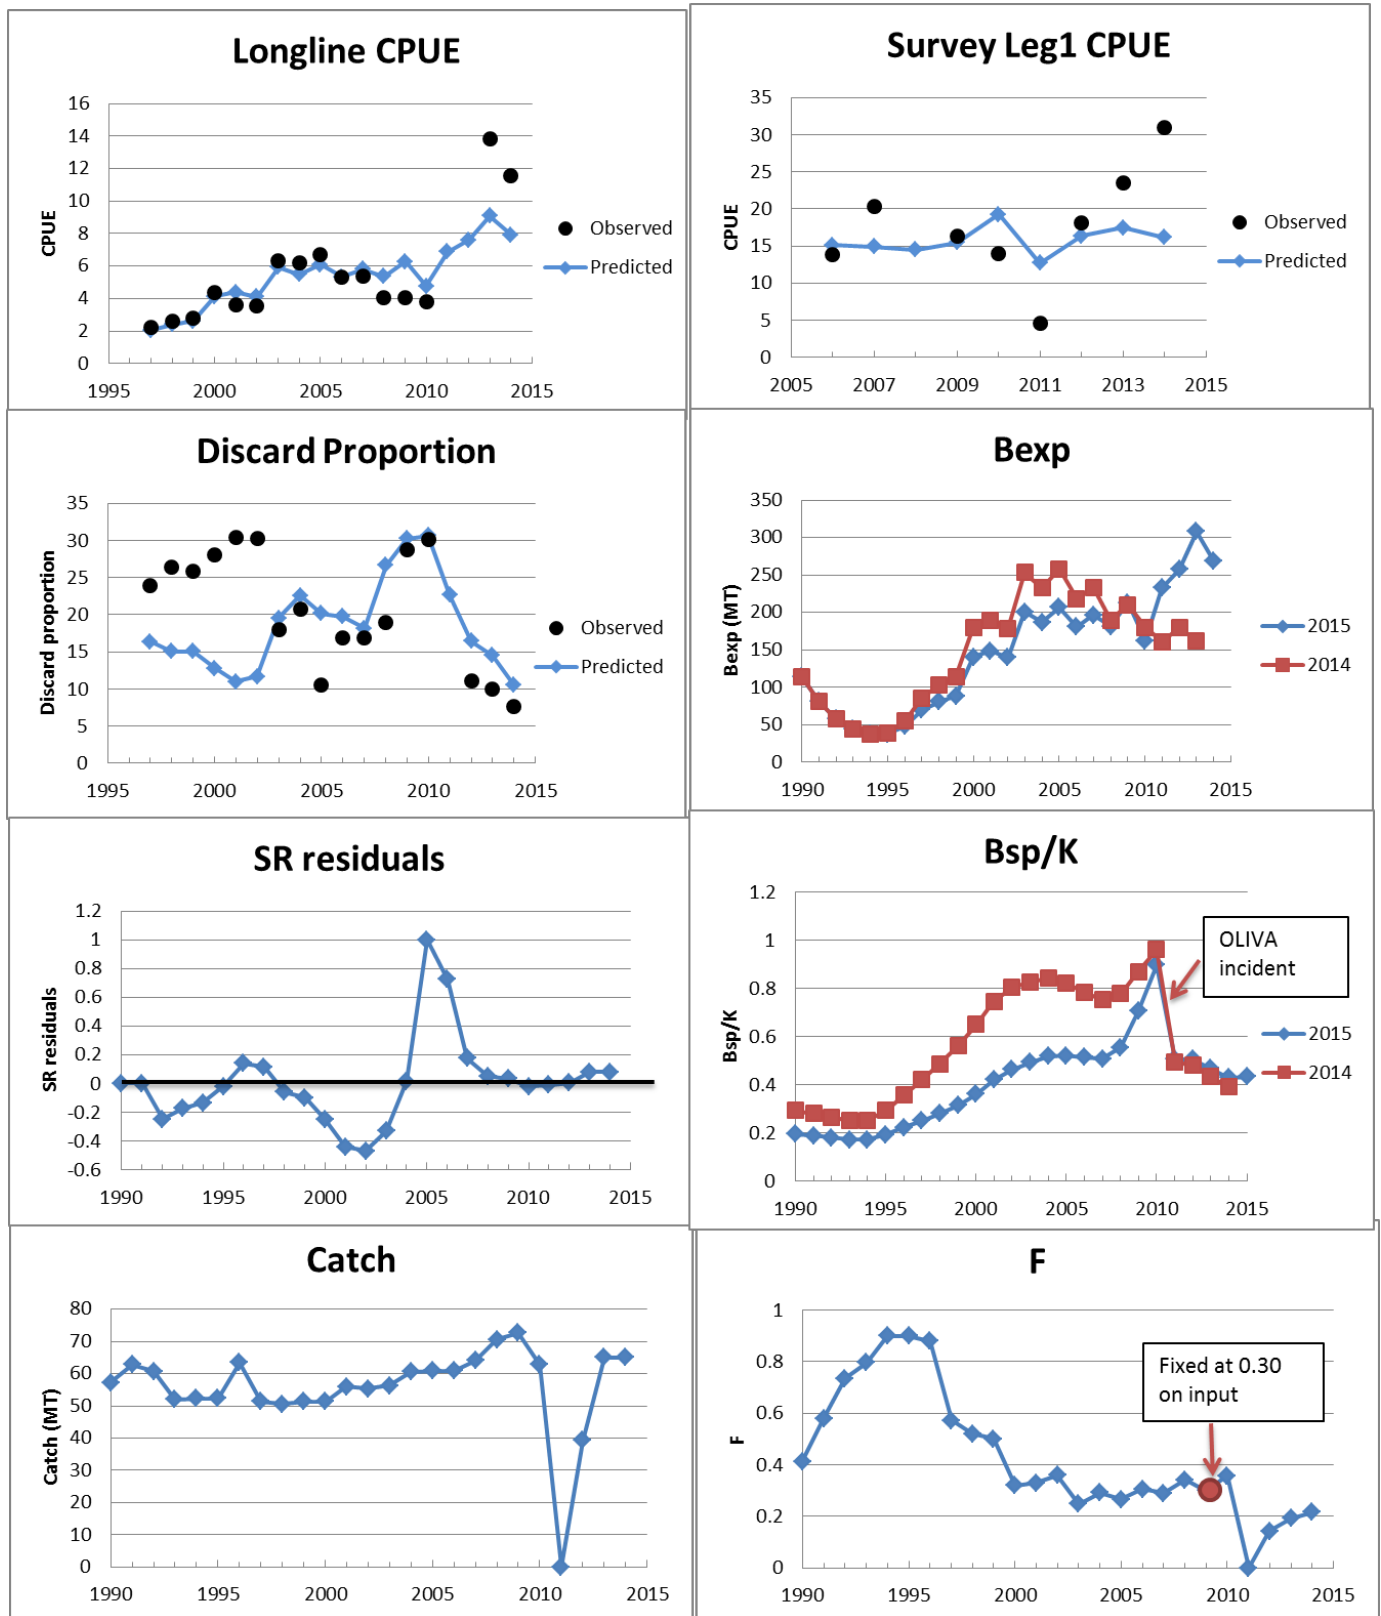 Longline CPUE
CPUE
16
14
12
10
8
6
4
2
0
1995 2000 2005 2010 2015
Observed
Predicted
Survey Leg1 CPUE
CPUE
35
30
25
20
15
10
5
0
2005 2007 2009 2011 2013 2015
Observed
Predicted
Discard Proportion
Discard proportion
35
30
25
20
15
10
5
0
1995 2000 2005 2010 2015
Observed
Predicted
Bexp
Bexp (MT)
350
300
250
200
150
100
50
0
1990 1995 2000 2005 2010 2015
2015
2014
SR residuals
SR residuals
1.2
1
0.8
0.6
0.4
0.2
0
-0.2
-0.4
-0.6
1990 1995 2000 2005 2010 2015
Bsp/K
Bsp/K
1.2
1
0.8
0.6
0.4
0.2
0
1990 1995 2000 2005 2010 2015
OLIVA
incident
2015
2014
Catch
Catch (MT)
80
70
60
50
40
30
20
10
0
1990 1995 2000 2005 2010 2015
F
F
1
0.8
0.6
0.4
0.2
0
1990 1995 2000 2005 2010 2015
Fixed at 0.30
on input